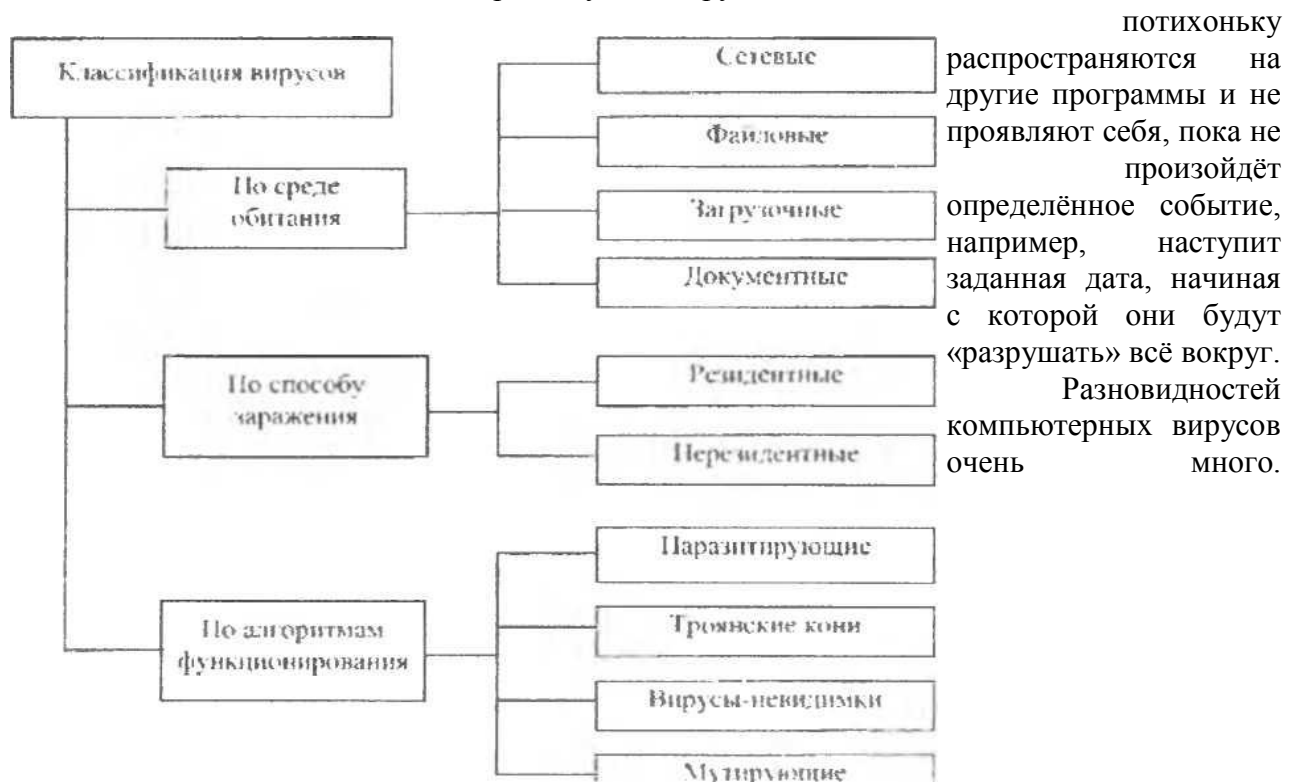 Классификация вирусов
По среде
обитания
Сетевые
Файловые
Загрузочные
Документные
По способу
заражения
Резидентные
Нерезидентные
По алгоритмам
функционирования
Паразитирующие
Троянские кони
Вирусы-невидимки
Мутирующие
потихоньку
распространяются на
другие программы и не
проявляют себя, пока не
произойдёт
определённое событие,
например, наступит
заданная дата, начиная
с которой они будут
«разрушать» всё вокруг.
Разновидностей
компьютерных вирусов
очень много.